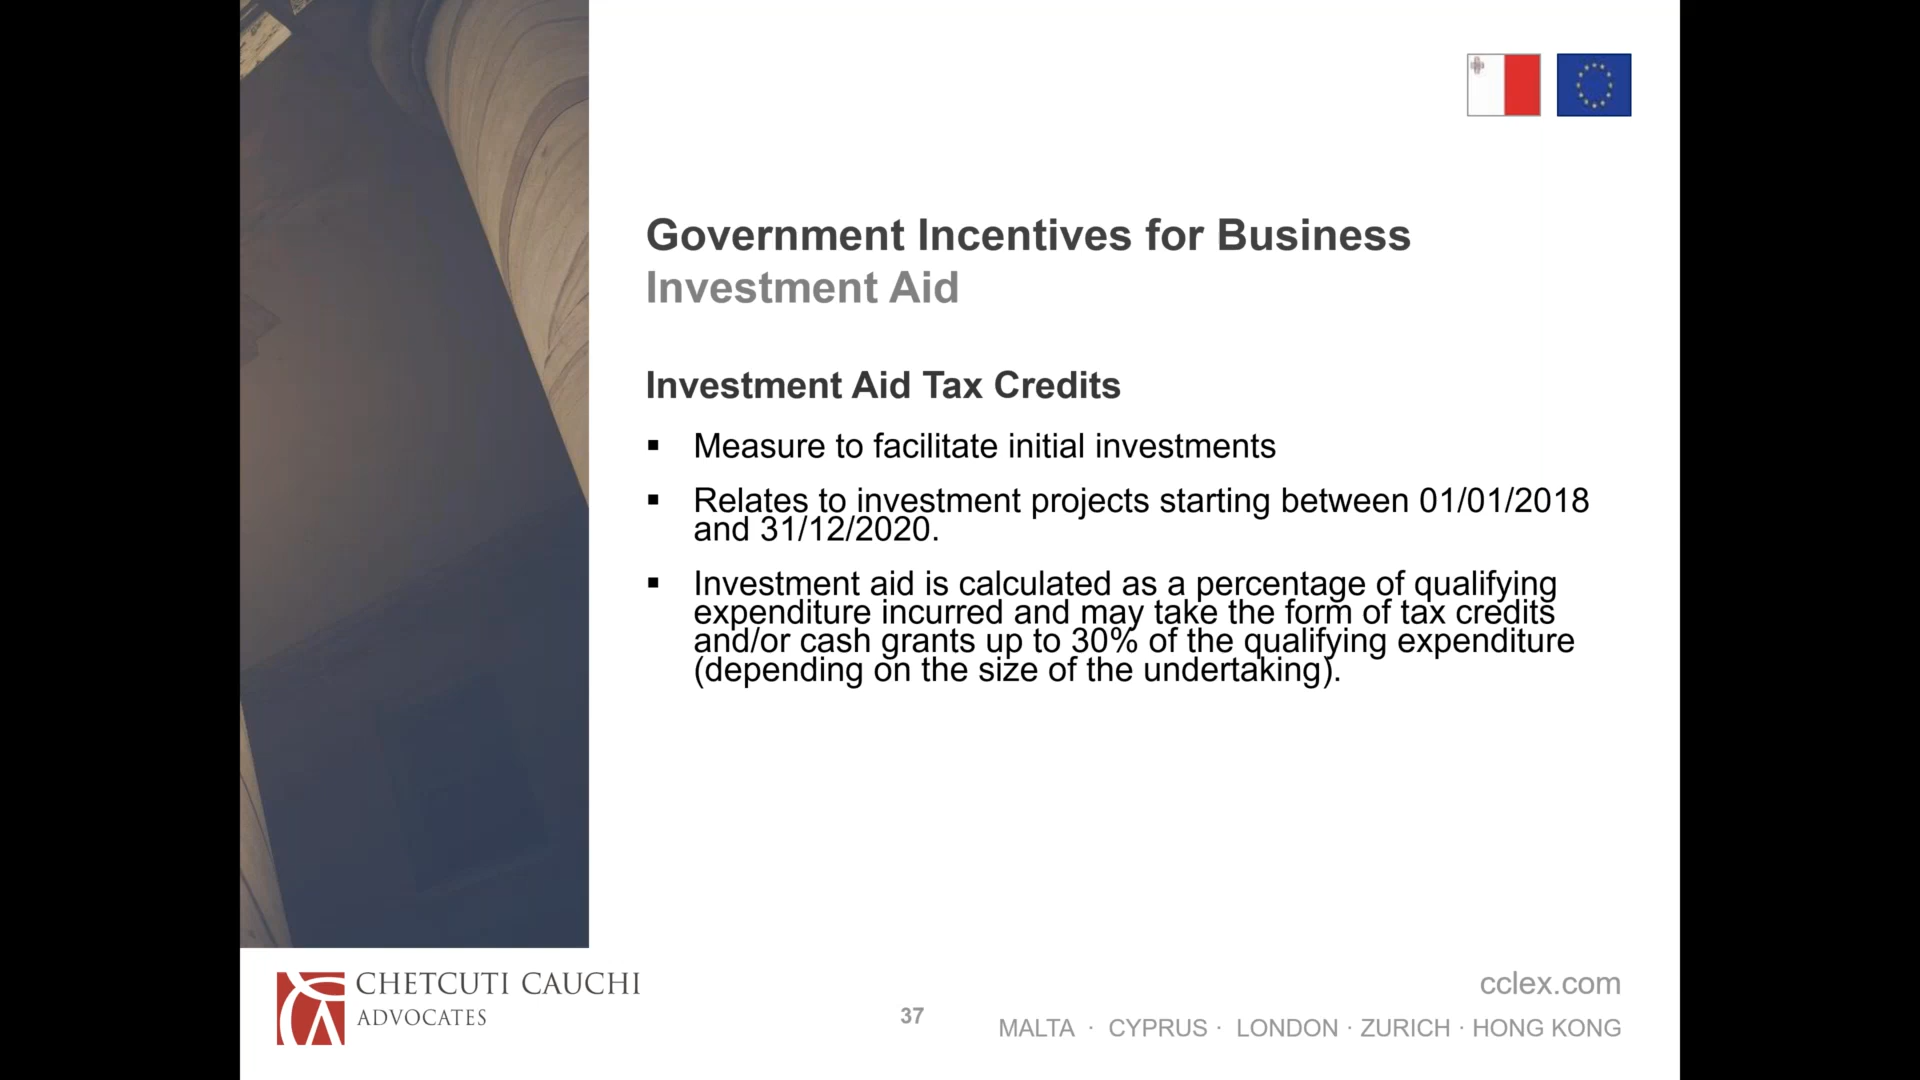 Government Incentives for Business
Investment Aid
Investment Aid Tax Credits
▪ Measure to facilitate initial investments
▪ Relates to investment projects starting between 01/01/2018
and 31/12/2020.
▪ Investment aid is calculated as a percentage of qualifying
expenditure incurred and may take the form of tax credits
and/or cash grants up to 30% of the qualifying expenditure
(depending on the size of the undertaking).
CHETCUTI CAUCHI
ADVOCATES
37
cclex.com
MALTA · CYPRUS · LONDON · ZURICH · HONG KONG